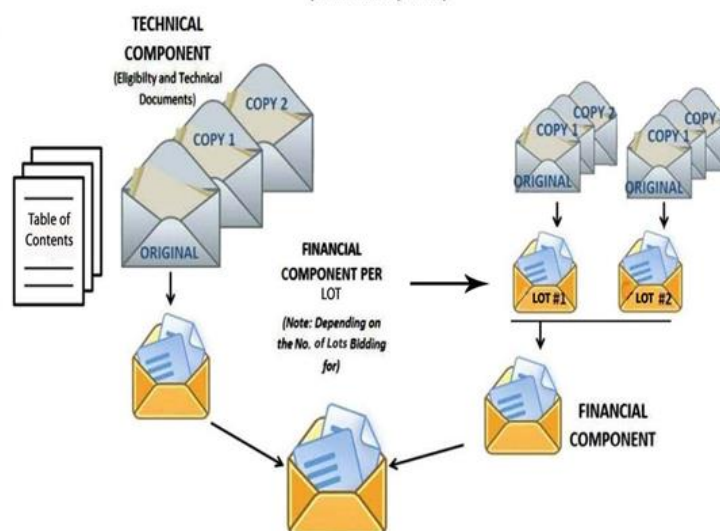 TECHNICAL
COMPONENT
(Eligibilty and Technical
Documents)
COPY 2
COPY 1
ORIGINAL
Table of
Contents
FINANCIAL
COMPONENT PER
LOT
(Note: Depending on
the No. of Lots Bidding
for)
COPY 2
COPY 1
ORIGINAL
COPY
COPY 1
ORIGINAL
LOT #1
LOT #2
FINANCIAL
COMPONENT